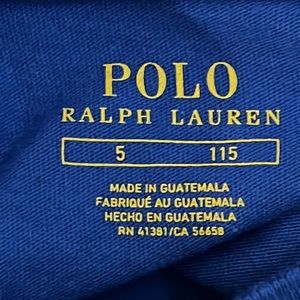 POLO
RALPH LAUREN
5 115
MADE IN GUATEMALA
FABRIQUÉ AU GUATEMALA
HECHO EN GUATEMALA
RN 41381/CA 56658